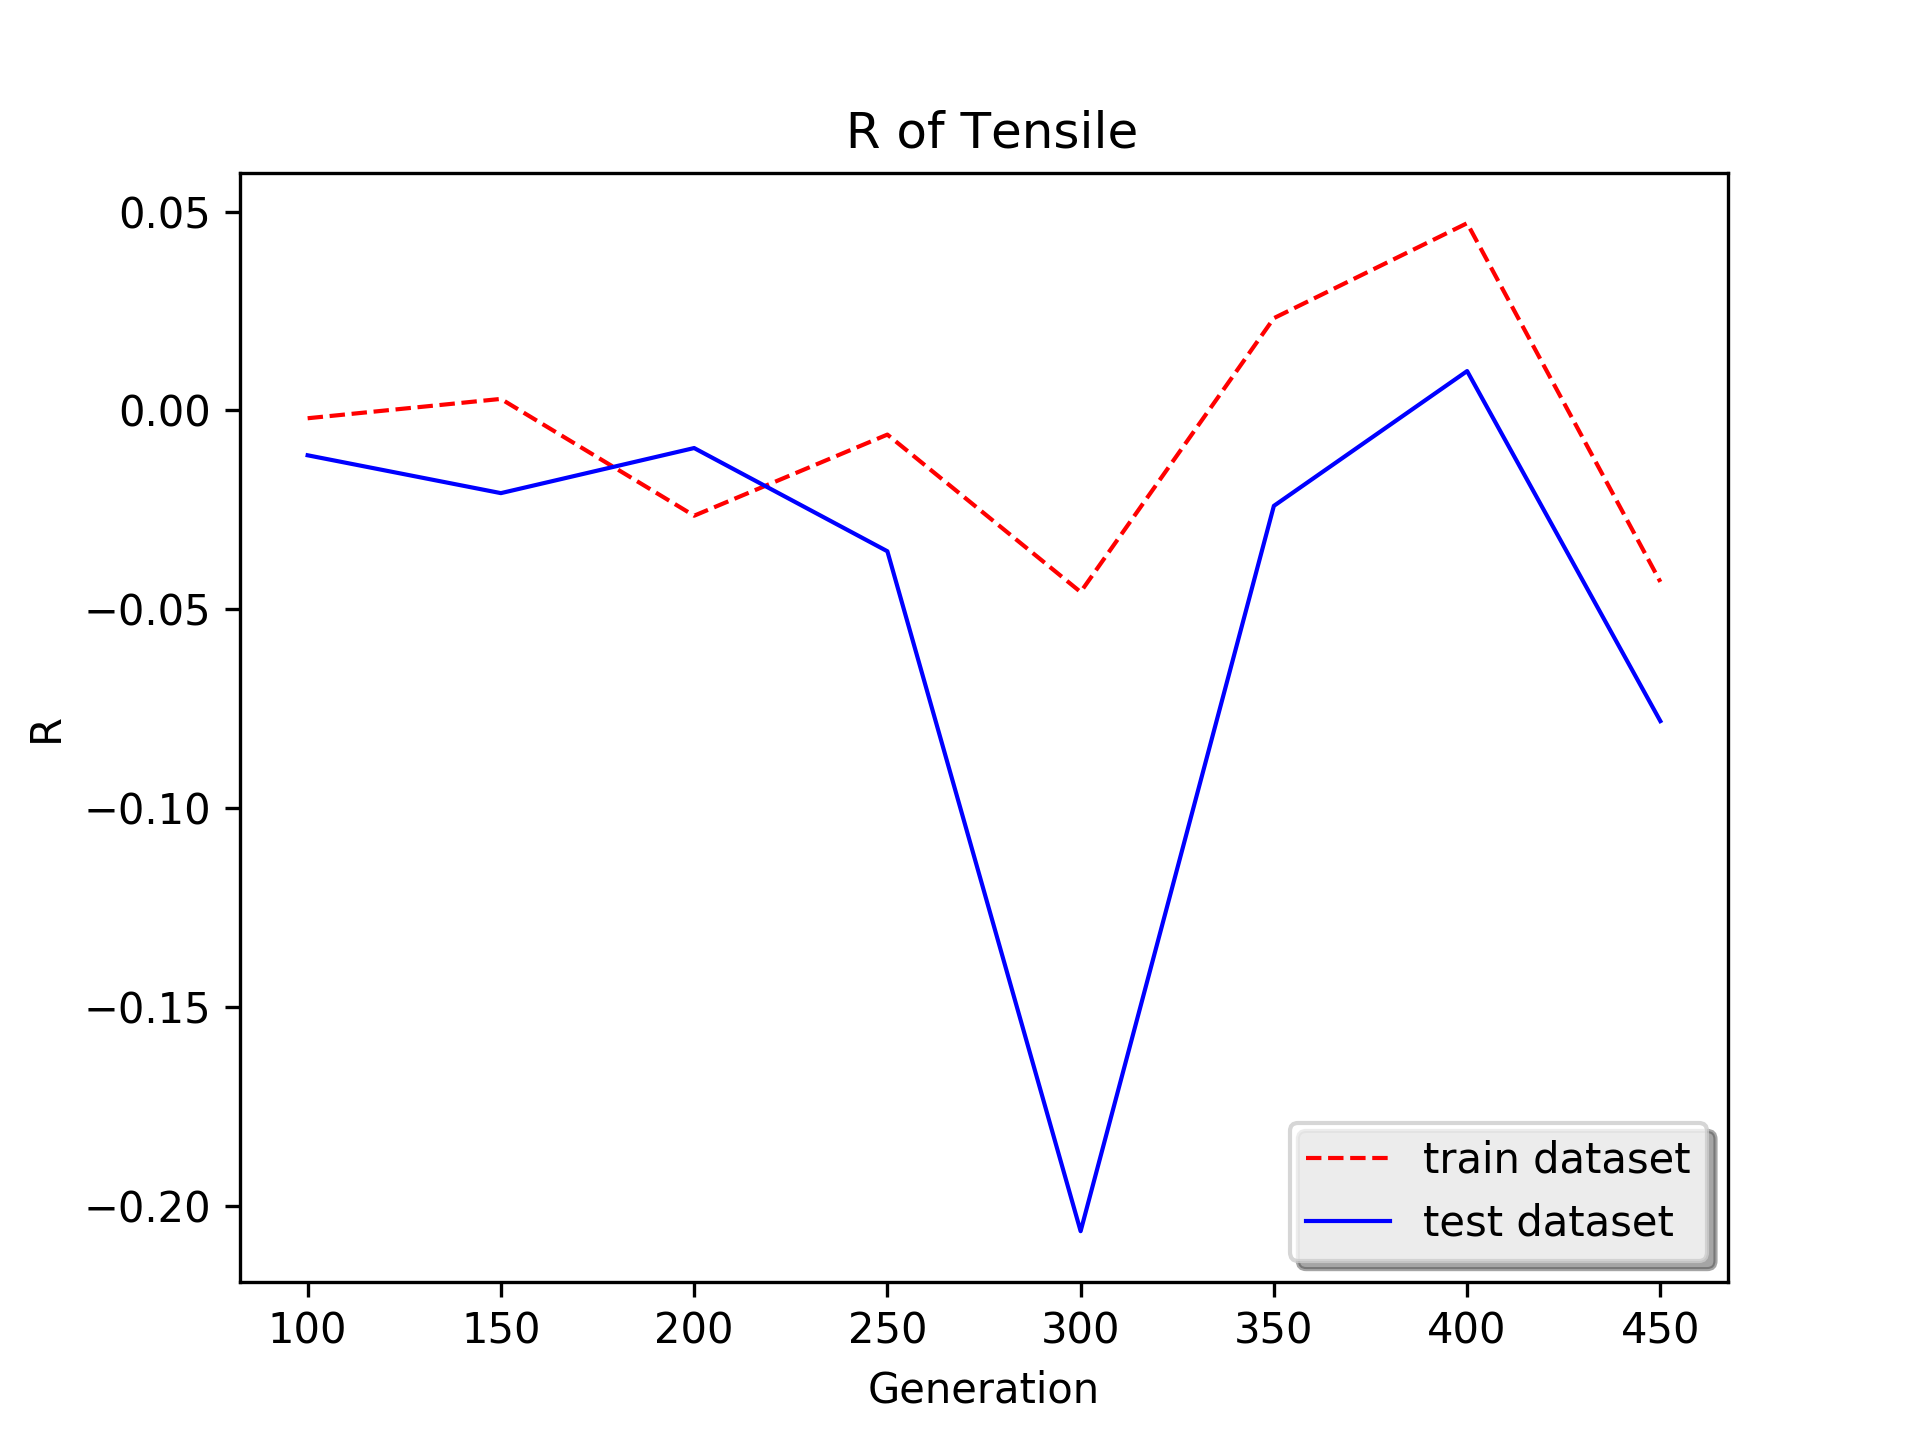 R of Tensile
0.05
0.00
−0.05
−0.10
−0.15
−0.20
R
100 150 200 250 300 350 400 450
Generation
train dataset
test dataset